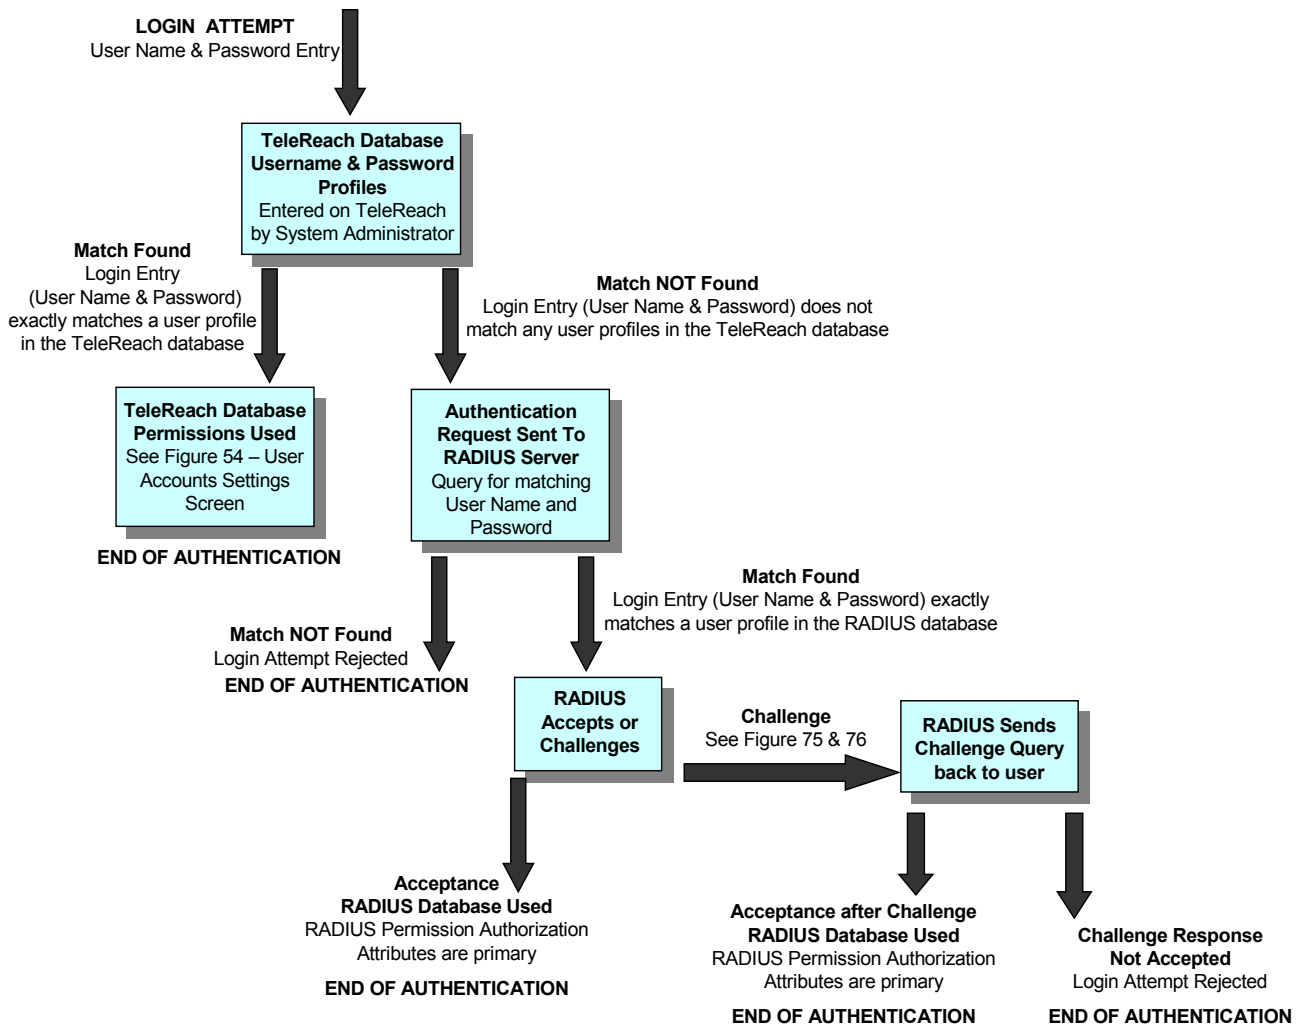 LOGIN ATTEMPT
User Name & Password Entry
TeleReach Database
Username & Password
Profiles
Entered on TeleReach
by System Administrator
Match Found
Login Entry
(User Name & Password)
exactly matches a user profile
in the TeleReach database
Match NOT Found
Login Entry (User Name & Password) does not
match any user profiles in the TeleReach database
TeleReach Database
Permissions Used
See Figure 54 – User
Accounts Settings
Screen
END OF AUTHENTICATION
Authentication
Request Sent To
RADIUS Server
Query for matching
User Name and
Password
Match NOT Found
Login Attempt Rejected
END OF AUTHENTICATION
Match Found
Login Entry (User Name & Password) exactly
matches a user profile in the RADIUS database
RADIUS
Accepts or
Challenges
Challenge
See Figure 75 & 76
RADIUS Sends
Challenge Query
back to user
Acceptance
RADIUS Database Used
RADIUS Permission Authorization
Attributes are primary
END OF AUTHENTICATION
Acceptance after Challenge
RADIUS Database Used
RADIUS Permission Authorization
Attributes are primary
END OF AUTHENTICATION
Challenge Response
Not Accepted
Login Attempt Rejected
END OF AUTHENTICATION